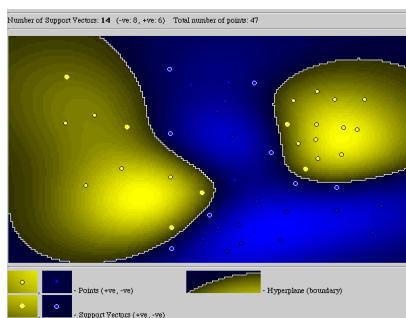 Number of Support Vectors: 14 (-ve: 8, +ve: 6) Total number of points: 47
- Points (+ve, -ve)
- Hyperplane (boundary)
- Support Vectors (+ve, -ve)